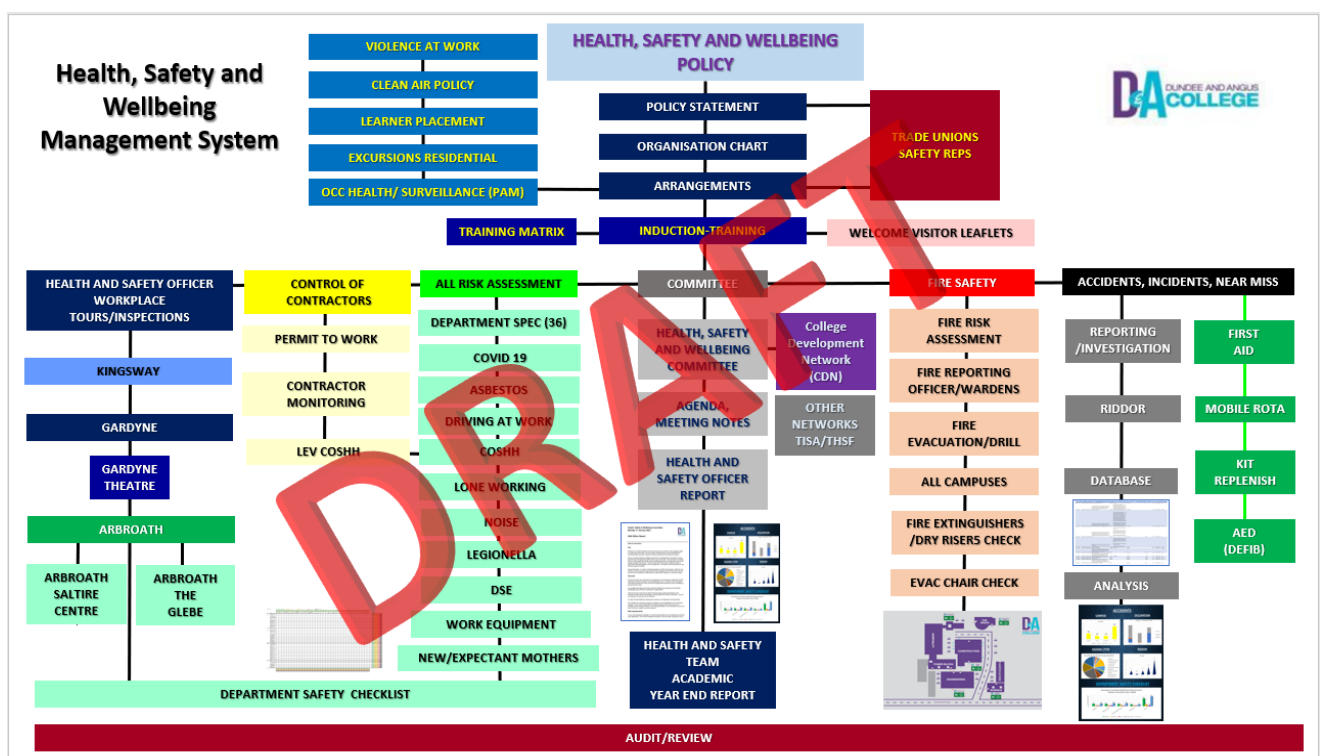 Health, Safety and
Wellbeing
Management System
VIOLENCE AT WORK
CLEAN AIR POLICY
LEARNER PLACEMENT
EXCURSIONS RESIDENTIAL
OCC HEALTH/ SURVEILLANCE (PAM)
HEALTH, SAFETY AND WELLBEING
POLICY
POLICY STATEMENT
ORGANISATION CHART
ARRANGEMENTS
TRADE UNIONS
SAFETY REPS
D&A DUNDEE AND ANGUS
COLLEGE
TRAINING MATRIX
INDUCTION-TRAINING
WELCOME VISITOR LEAFLETS
HEALTH AND SAFETY OFFICER
WORKPLACE
TOURS/INSPECTIONS
KINGSWAY
GARDYNE
GARDYNE
THEATRE
ARBROATH
ARBROATH
SALTIRE
CENTRE
ARBROATH
THE
GLEBE
CONTROL OF
CONTRACTORS
PERMIT TO WORK
CONTRACTOR
MONITORING
LEV COSHH
ALL RISK ASSESSMENT
DEPARTMENT SPEC (36)
COVID 19
ASBESTOS
DRIVING AT WORK
COSHH
LONE WORKING
NOISE
LEGIONELLA
DSE
WORK EQUIPMENT
NEW/EXPECTANT MOTHERS
DEPARTMENT SAFETY CHECKLIST
COMMITTEE
HEALTH, SAFETY
AND WELLBEING
COMMITTEE
AGENDA,
MEETING NOTES
HEALTH AND
SAFETY OFFICER
REPORT
HEALTH AND SAFETY
TEAM
ACADEMIC
YEAR END REPORT
College
Development
Network
(CDN)
OTHER
NETWORKS
TISA/THSF
FIRE SAFETY
FIRE RISK
ASSESSMENT
FIRE REPORTING
OFFICER/WARDENS
FIRE
EVACUATION/DRILL
ALL CAMPUSES
FIRE EXTINGUISHERS
/DRY RISER5 CHECK
EVAC CHAIR CHECK
ACCIDENTS, INCIDENTS, NEAR MISS
REPORTING
/INVESTIGATION
RIDDOR
DATABASE
ANALYSIS
FIRST
AID
MOBILE ROTA
KIT
REPLENISH
AED
(DEFIB)
AUDIT/REVIEW
DRAFT